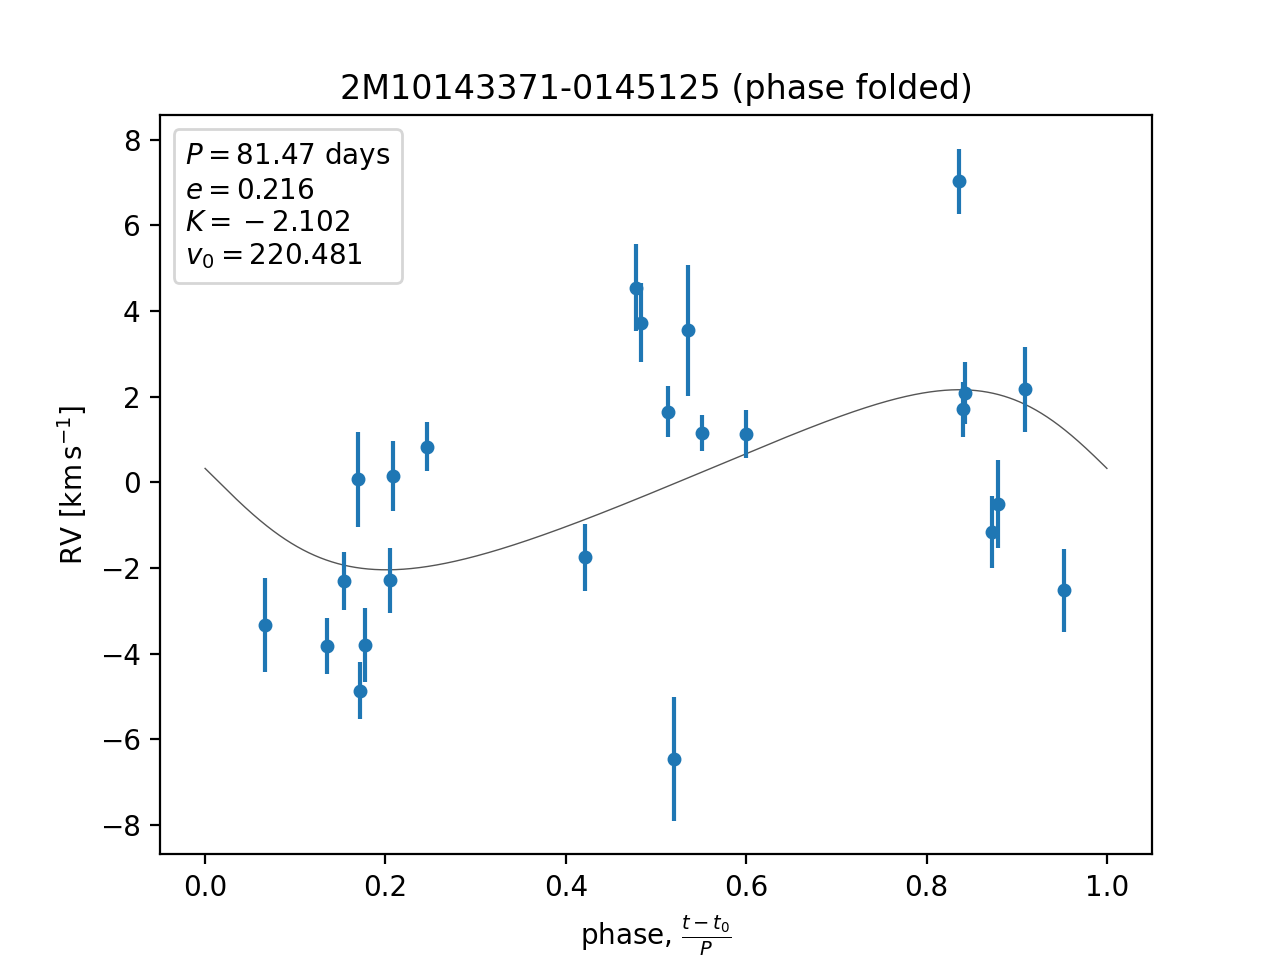 2M10143371-0145125 (phase folded)
P = 81.47 days
e = 0.216
K = −2.102
v₀ = 220.481
RV [km s⁻¹]
8
6
4
2
0
−2
−4
−6
−8
0.0 0.2 0.4 0.6 0.8 1.0
phase, (t − t₀)/P